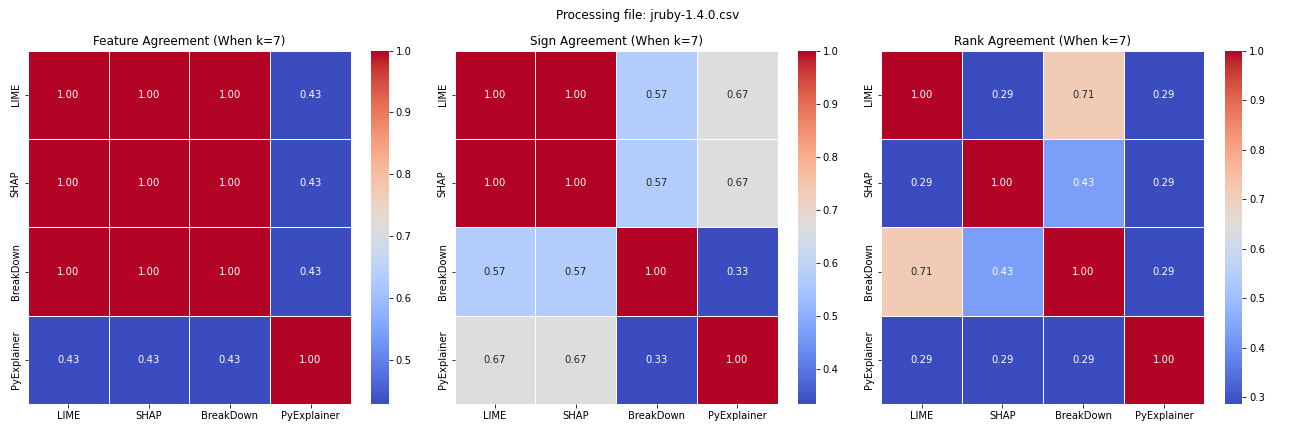 Processing file: jruby-1.4.0.csv
Feature Agreement (When k=7)
LIME
SHAP
BreakDown
PyExplainer
1.00 1.00 1.00 0.43
1.00 1.00 1.00 0.43
1.00 1.00 1.00 0.43
0.43 0.43 0.43 1.00
LIME SHAP BreakDown PyExplainer
1.0
0.9
0.8
0.7
0.6
0.5
Sign Agreement (When k=7)
LIME
SHAP
BreakDown
PyExplainer
1.00 1.00 0.57 0.67
1.00 1.00 0.57 0.67
0.57 0.57 1.00 0.33
0.67 0.67 0.33 1.00
LIME SHAP BreakDown PyExplainer
1.0
0.9
0.8
0.7
0.6
0.5
0.4
Rank Agreement (When k=7)
LIME
SHAP
BreakDown
PyExplainer
1.00 0.29 0.71 0.29
0.29 1.00 0.43 0.29
0.71 0.43 1.00 0.29
0.29 0.29 0.29 1.00
LIME SHAP BreakDown PyExplainer
1.0
0.9
0.8
0.7
0.6
0.5
0.4
0.3